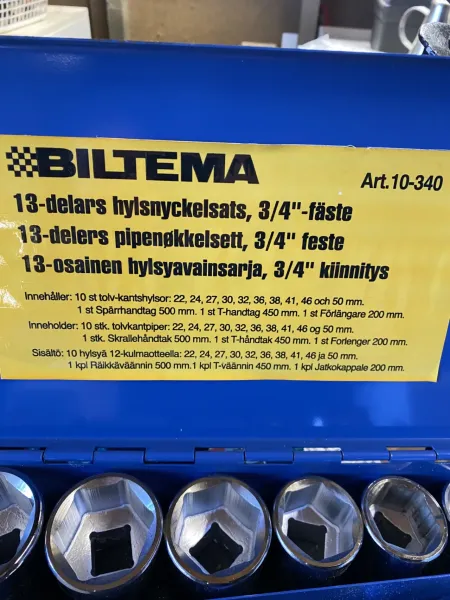 BILTEMA
Art.10-340
13-delars hylsnyckelsats, 3/4"-fäste
13-delers pipenøkkelsett, 3/4" feste
13-osainen hylsyavainsarja, 3/4" kiinnitys
Innehåller: 10 st tolv-kantshylsor: 22, 24, 27, 30, 32, 36, 38, 41, 46 och 50 mm.
1 st Spärrhandtag 500 mm. 1 st T-handtag 450 mm. 1 st Förlängare 200 mm.
Inneholder: 10 stk. tolvkantpiper: 22, 24, 27, 30, 32, 36, 38, 41, 46 og 50 mm.
1 stk. Skrallehåndtak 500 mm. 1 st T-håndtak 450 mm. 1 st Forlenger 200 mm.
Sisältö: 10 hylsyä 12-kulmaotteella: 22, 24, 27, 30, 32, 36, 38, 41, 46 ja 50 mm.
1 kpl Räikkäväännin 500 mm. 1 kpl T-väännin 450 mm. 1 kpl Jatkokappale 200 mm.